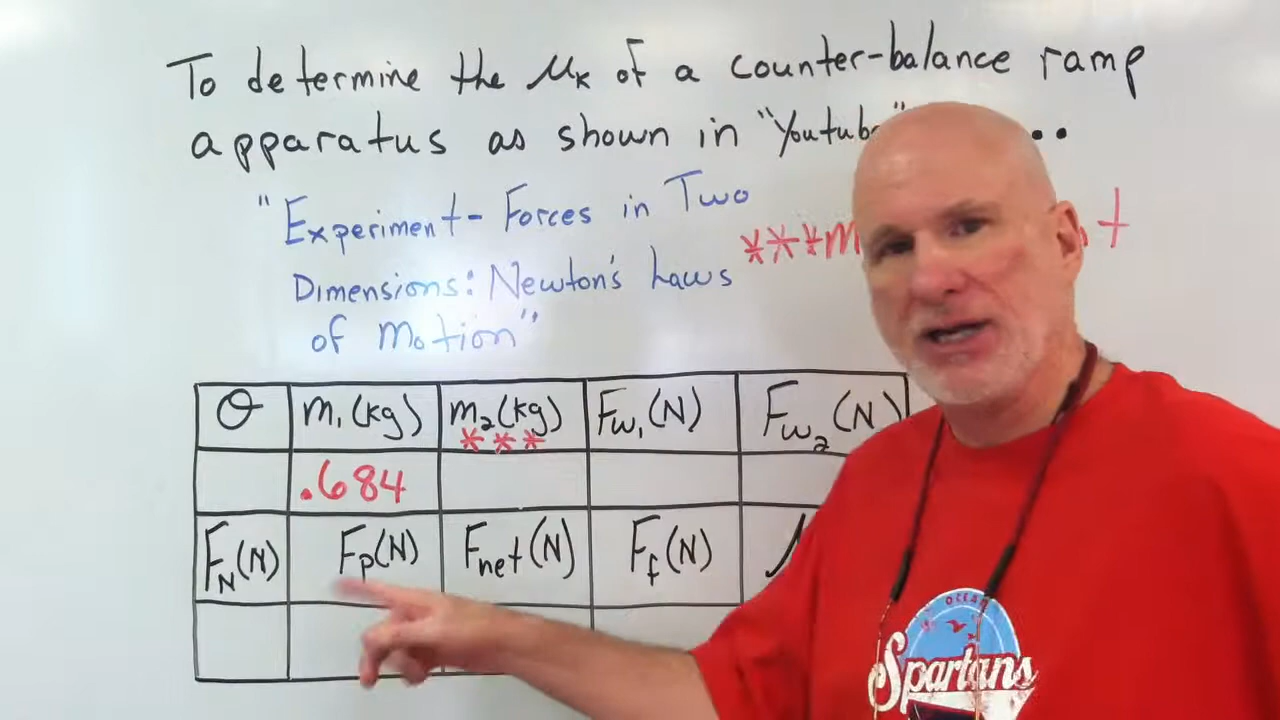 To determine the μk of a counter-balance ramp
apparatus as shown in "Youtube" ..
"Experiment- Forces in Two
Dimensions: Newton's Laws
of Motion"
***m t
θ m₁(kg) m₂(kg) Fw₁(N) Fw₂(N)
***
.684
FN(N) Fp(N) Fnet(N) Ff(N)
OCEAN
Spartans